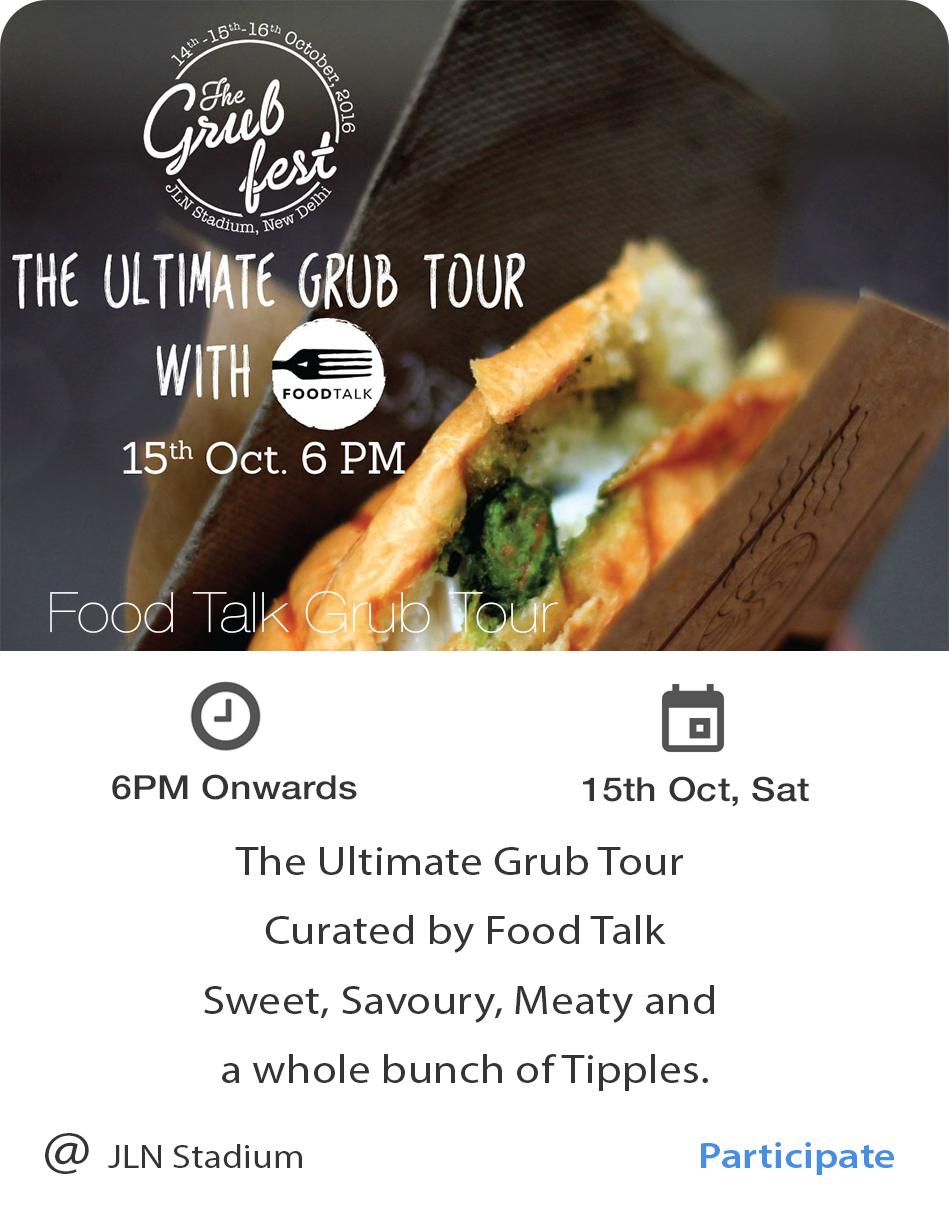 14th-15th-16th October, 2016
The
Grub
fest
JLN Stadium, New Delhi
THE ULTIMATE GRUB TOUR
WITH FOODTALK
15th Oct. 6 PM
Food Talk Grub Tour
6PM Onwards
15th Oct, Sat
The Ultimate Grub Tour
Curated by Food Talk
Sweet, Savoury, Meaty and
a whole bunch of Tipples.
@ JLN Stadium
Participate